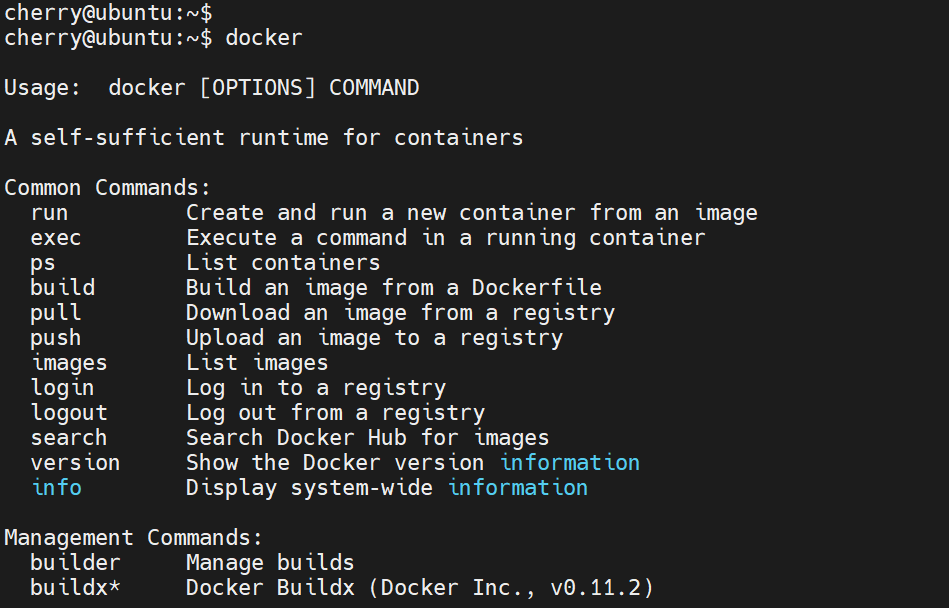 cherry@ubuntu:~$
cherry@ubuntu:~$ docker
Usage:  docker [OPTIONS] COMMAND
A self-sufficient runtime for containers
Common Commands:
  run         Create and run a new container from an image
  exec        Execute a command in a running container
  ps          List containers
  build       Build an image from a Dockerfile
  pull        Download an image from a registry
  push        Upload an image to a registry
  images      List images
  login       Log in to a registry
  logout      Log out from a registry
  search      Search Docker Hub for images
  version     Show the Docker version information
  info        Display system-wide information
Management Commands:
  builder     Manage builds
  buildx*     Docker Buildx (Docker Inc., v0.11.2)